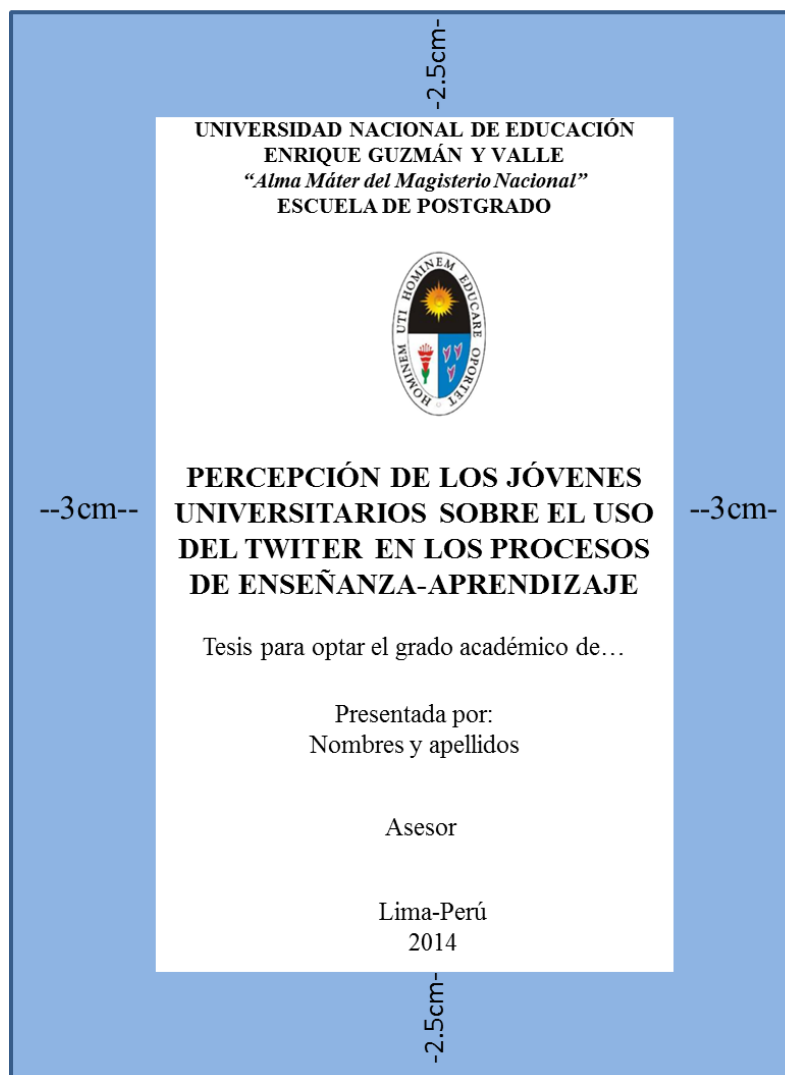 -2.5cm-
UNIVERSIDAD NACIONAL DE EDUCACIÓN
ENRIQUE GUZMÁN Y VALLE
“Alma Máter del Magisterio Nacional”
ESCUELA DE POSTGRADO
HOMINEM UTI HOMINEM EDUCARE OPORTET
PERCEPCIÓN DE LOS JÓVENES
UNIVERSITARIOS SOBRE EL USO
DEL TWITER EN LOS PROCESOS
DE ENSEÑANZA-APRENDIZAJE
--3cm--
--3cm-
Tesis para optar el grado académico de…
Presentada por:
Nombres y apellidos
Asesor
Lima-Perú
2014
-2.5cm-